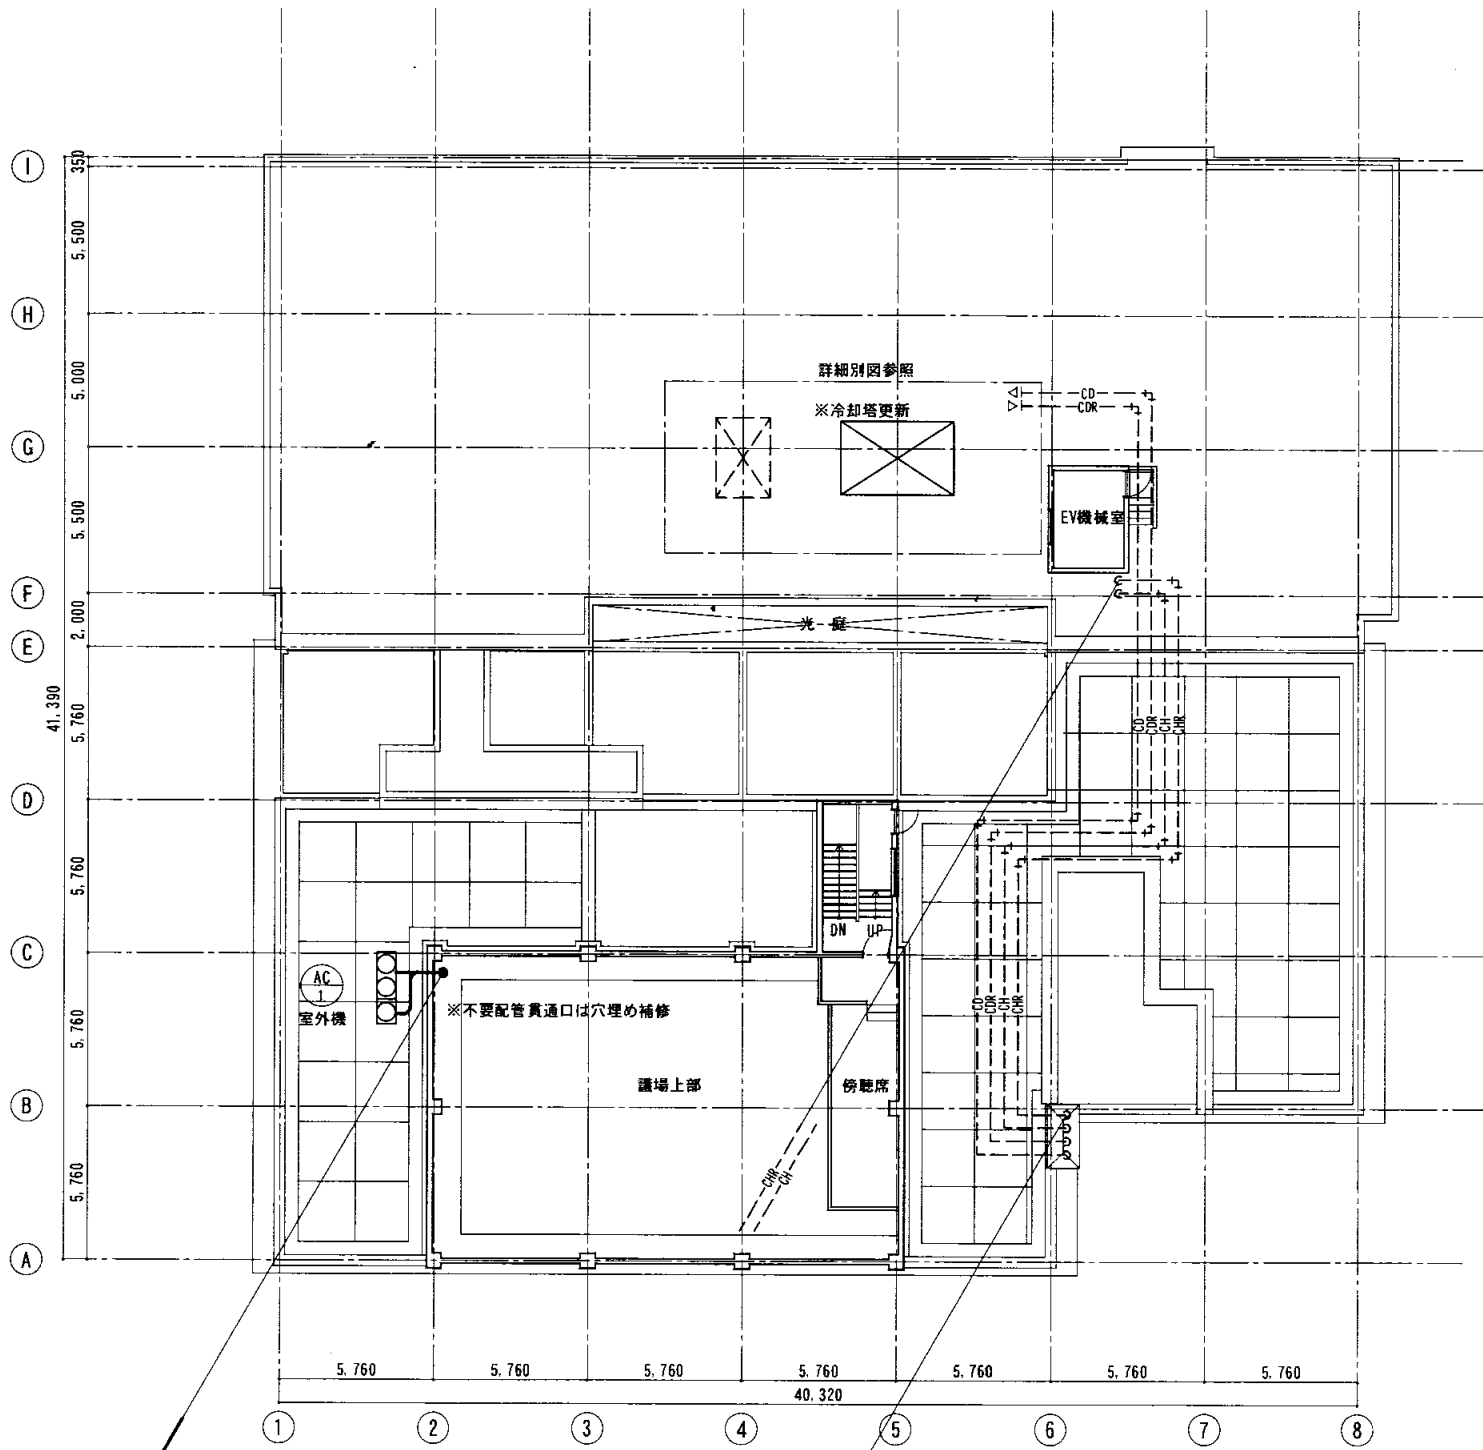 I
350
5,500
H
5,000
詳細別図参照
CD
CDR
※冷却塔更新
G
5,500
EV機械室
F
2,000
光 庭
E
41,390
5,760
CD
CDR
CH
CHR
D
5,760
DN
UP
C
AC
1
室外機
※不要配管貫通口は穴埋め補修
CD
CDR
CH
CHR
5,760
議場上部
傍聴席
B
CHR
CH
5,760
A
5,760
5,760
5,760
5,760
5,760
5,760
5,760
40,320
1
2
3
4
5
6
7
8